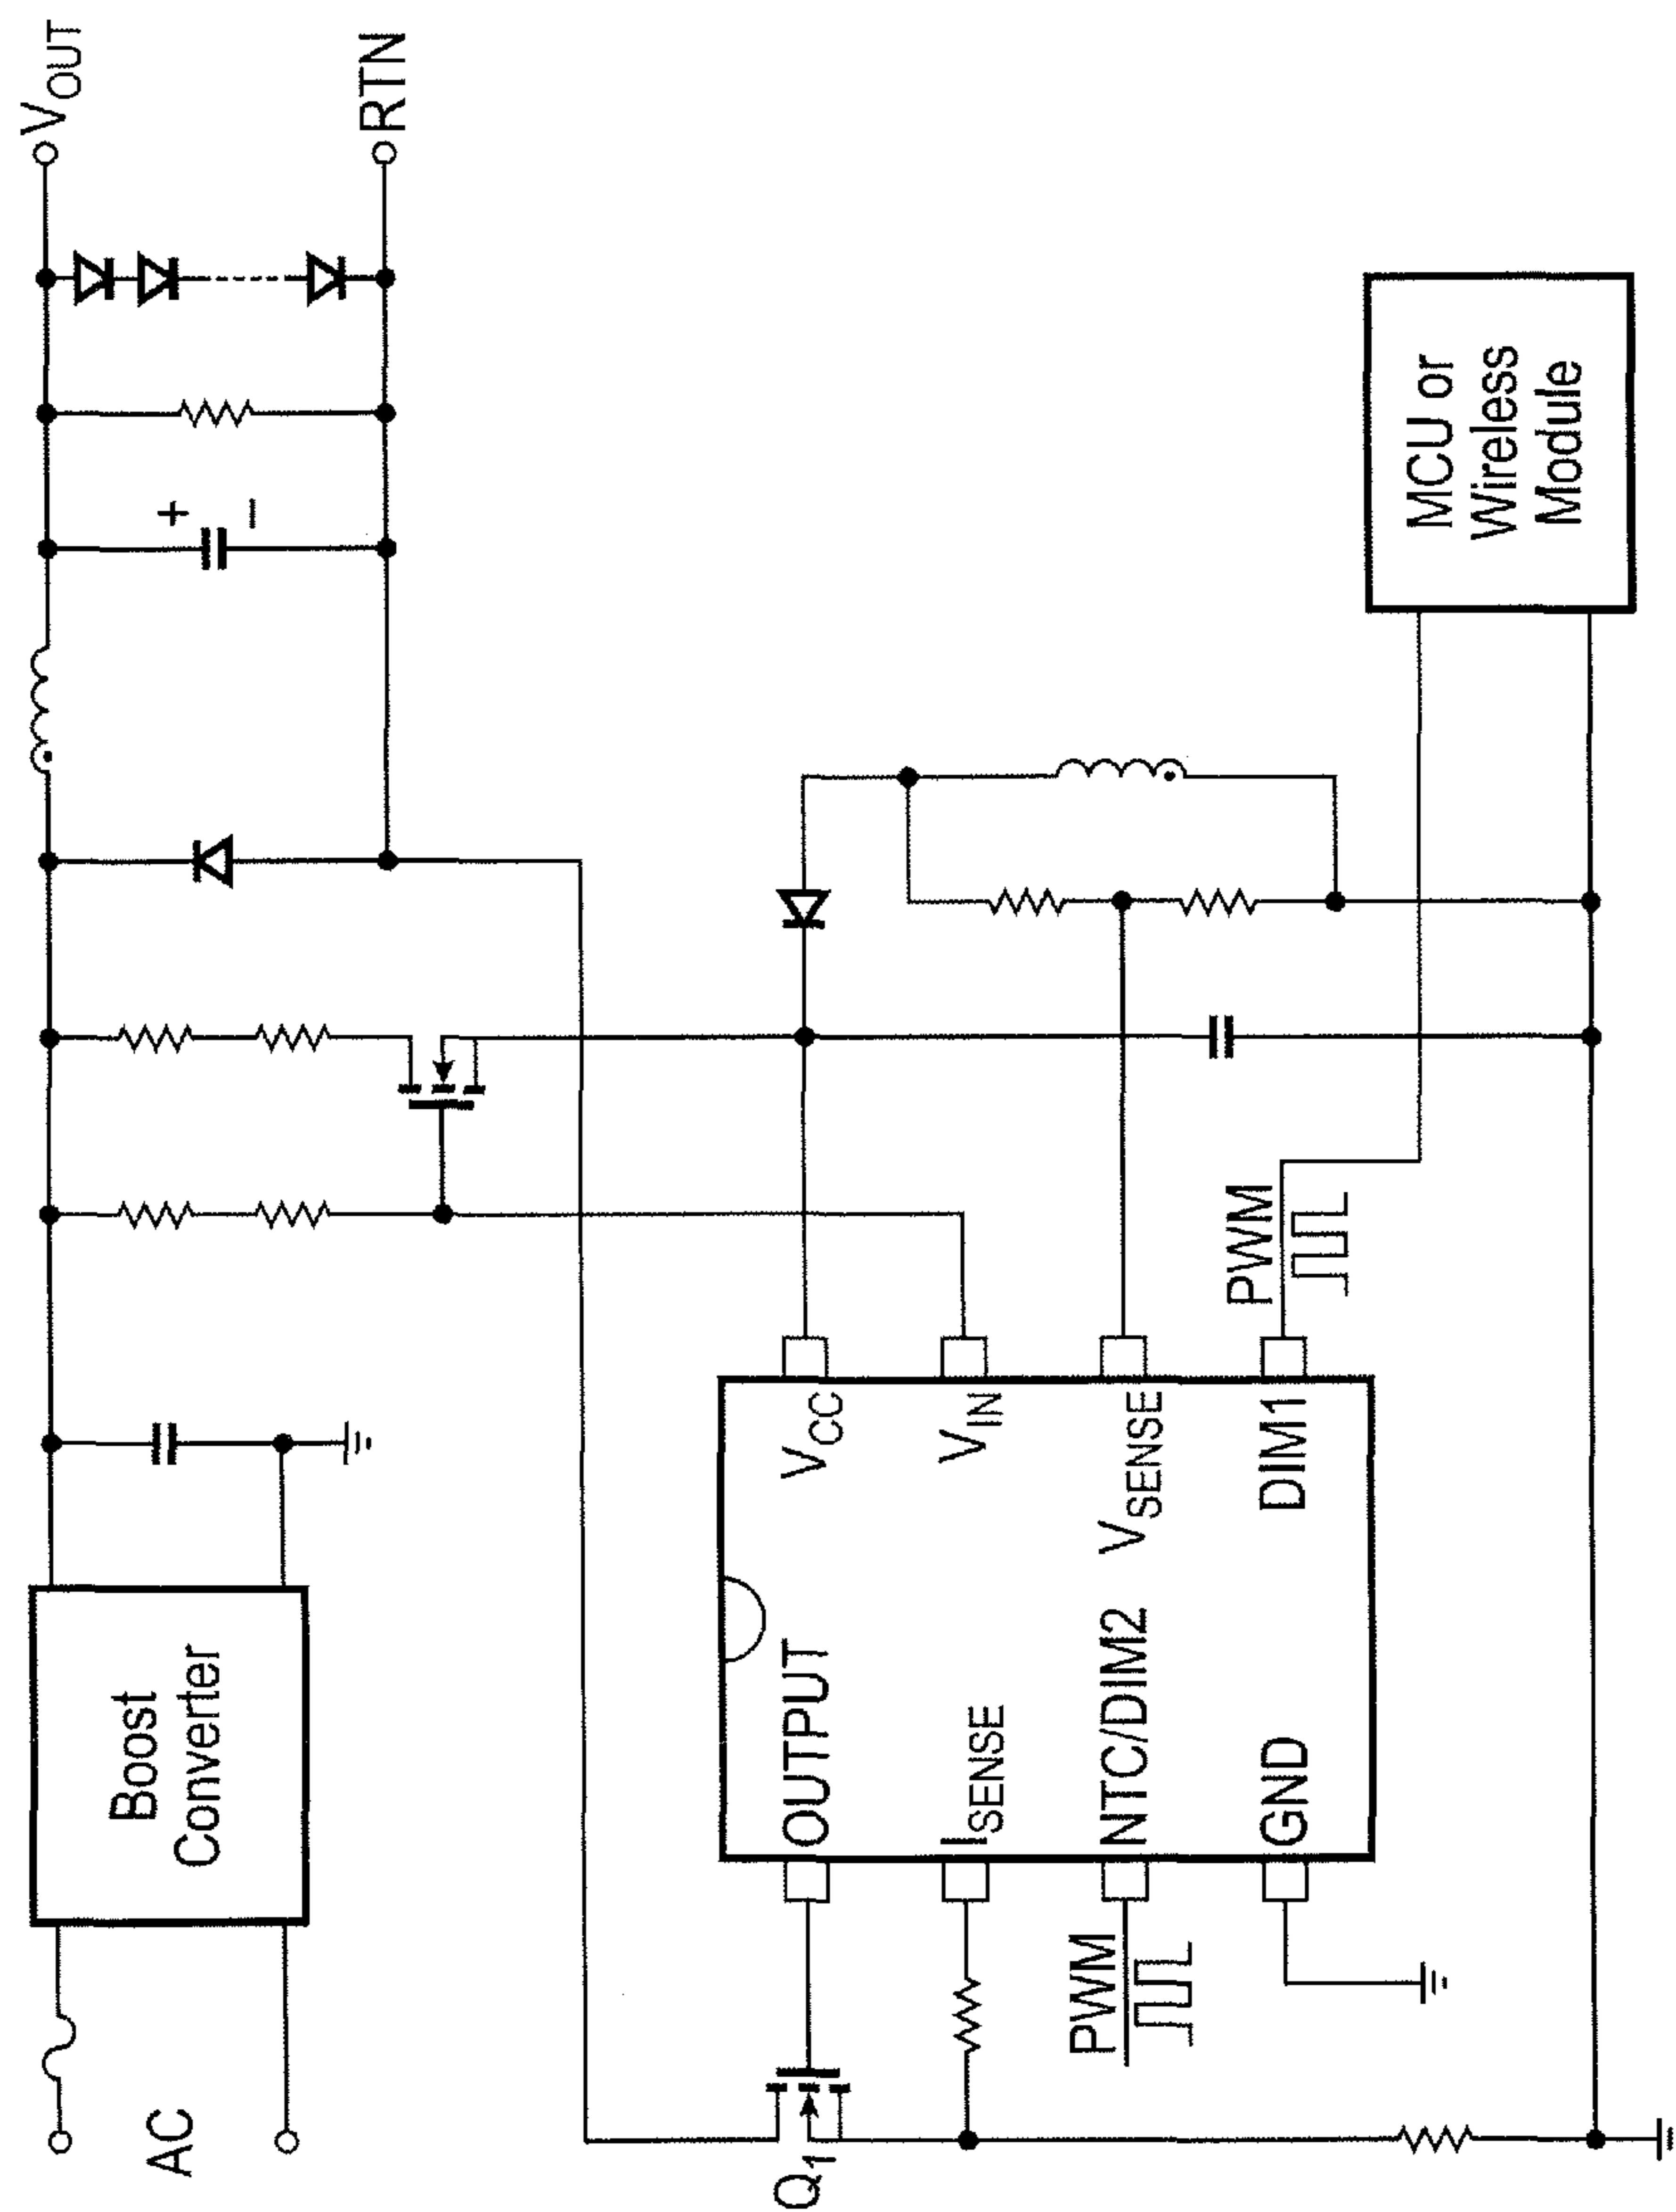 V_OUT
RTN
AC
Boost
Converter
+
−
Q_1
OUTPUT
V_CC
I_SENSE
V_IN
NTC/DIM2
V_SENSE
GND
DIM1
PWM
PWM
MCU or
Wireless
Module